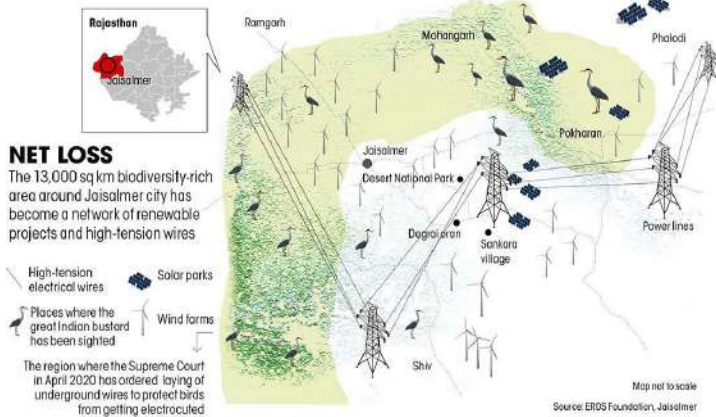 Rajasthan
Jaisalmer
NET LOSS
The 13,000 sq km biodiversity-rich
area around Jaisalmer city has
become a network of renewable
projects and high-tension wires
High-tension
electrical wires
Solar parks
Places where the
great Indian bustard
has been sighted
Wind farms
The region where the Supreme Court
in April 2020 has ordered laying of
underground wires to protect birds
from getting electrocuted
Ramgarh
Mohangarh
Phalodi
Pokharan
Jaisalmer
Desert National Park
Degrai oran
Sankara
village
Power lines
Shiv
Map not to scale
Source: ERDS Foundation, Jaisalmer